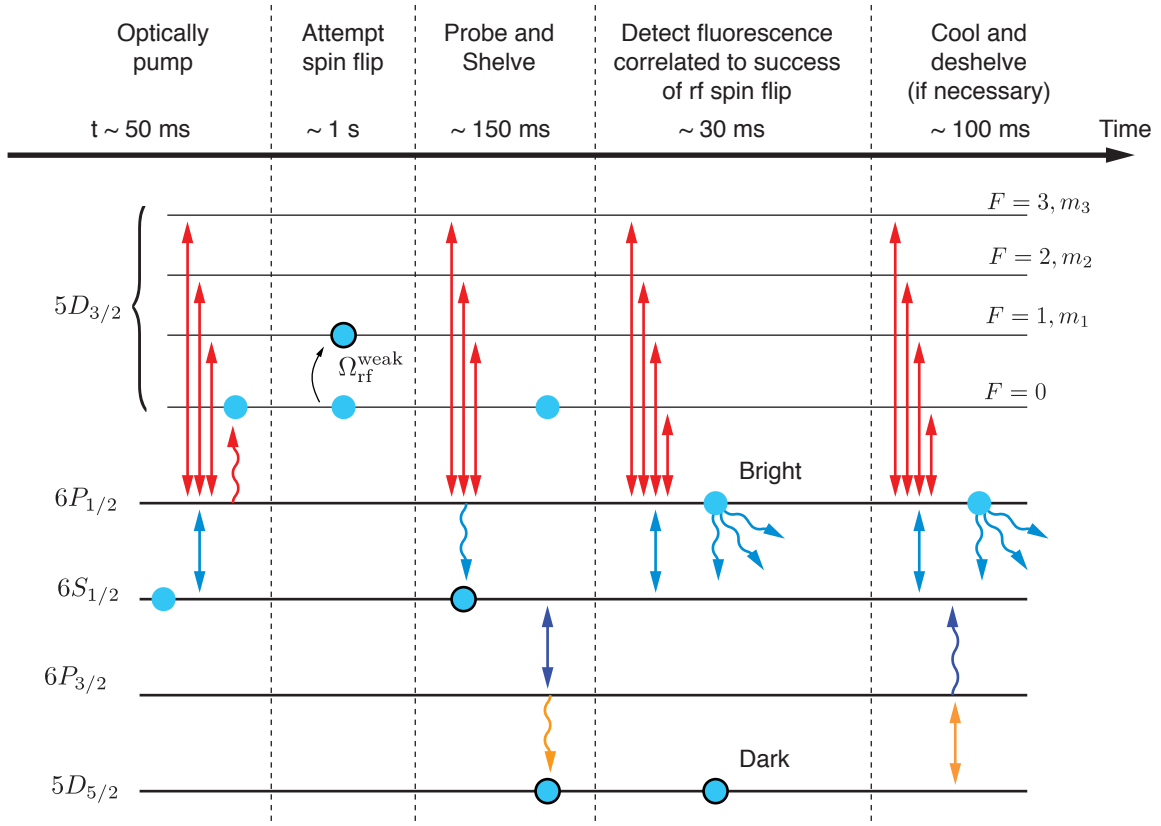 Optically
pump
Attempt
spin flip
Probe and
Shelve
Detect fluorescence
correlated to success
of rf spin flip
Cool and
deshelve
(if necessary)
t ~ 50 ms
~ 1 s
~ 150 ms
~ 30 ms
~ 100 ms
Time
F = 3, m₃
F = 2, m₂
5D₃/₂
F = 1, m₁
Ω_rf^weak
F = 0
Bright
6P₁/₂
6S₁/₂
6P₃/₂
Dark
5D₅/₂